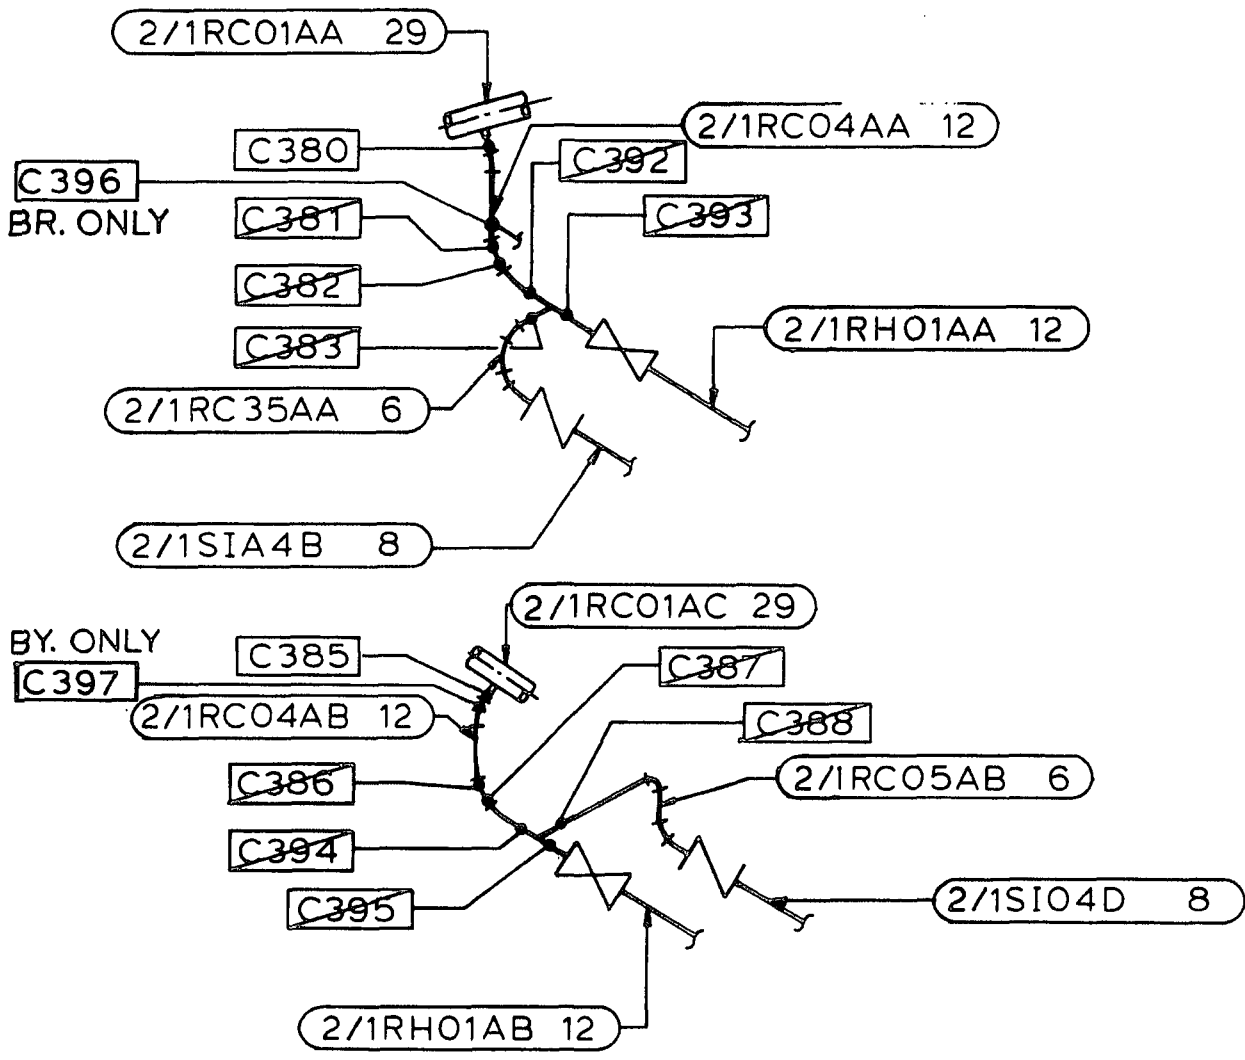 2/1RC01AA 29
2/1RC04AA 12
C380
C392
C396
BR. ONLY
C381
C393
C382
2/1RH01AA 12
C383
2/1RC35AA 6
2/1SIA4B 8
2/1RC01AC 29
BY. ONLY
C385
C387
C397
2/1RC04AB 12
C388
C386
2/1RC05AB 6
C394
C395
2/1SI04D 8
2/1RH01AB 12